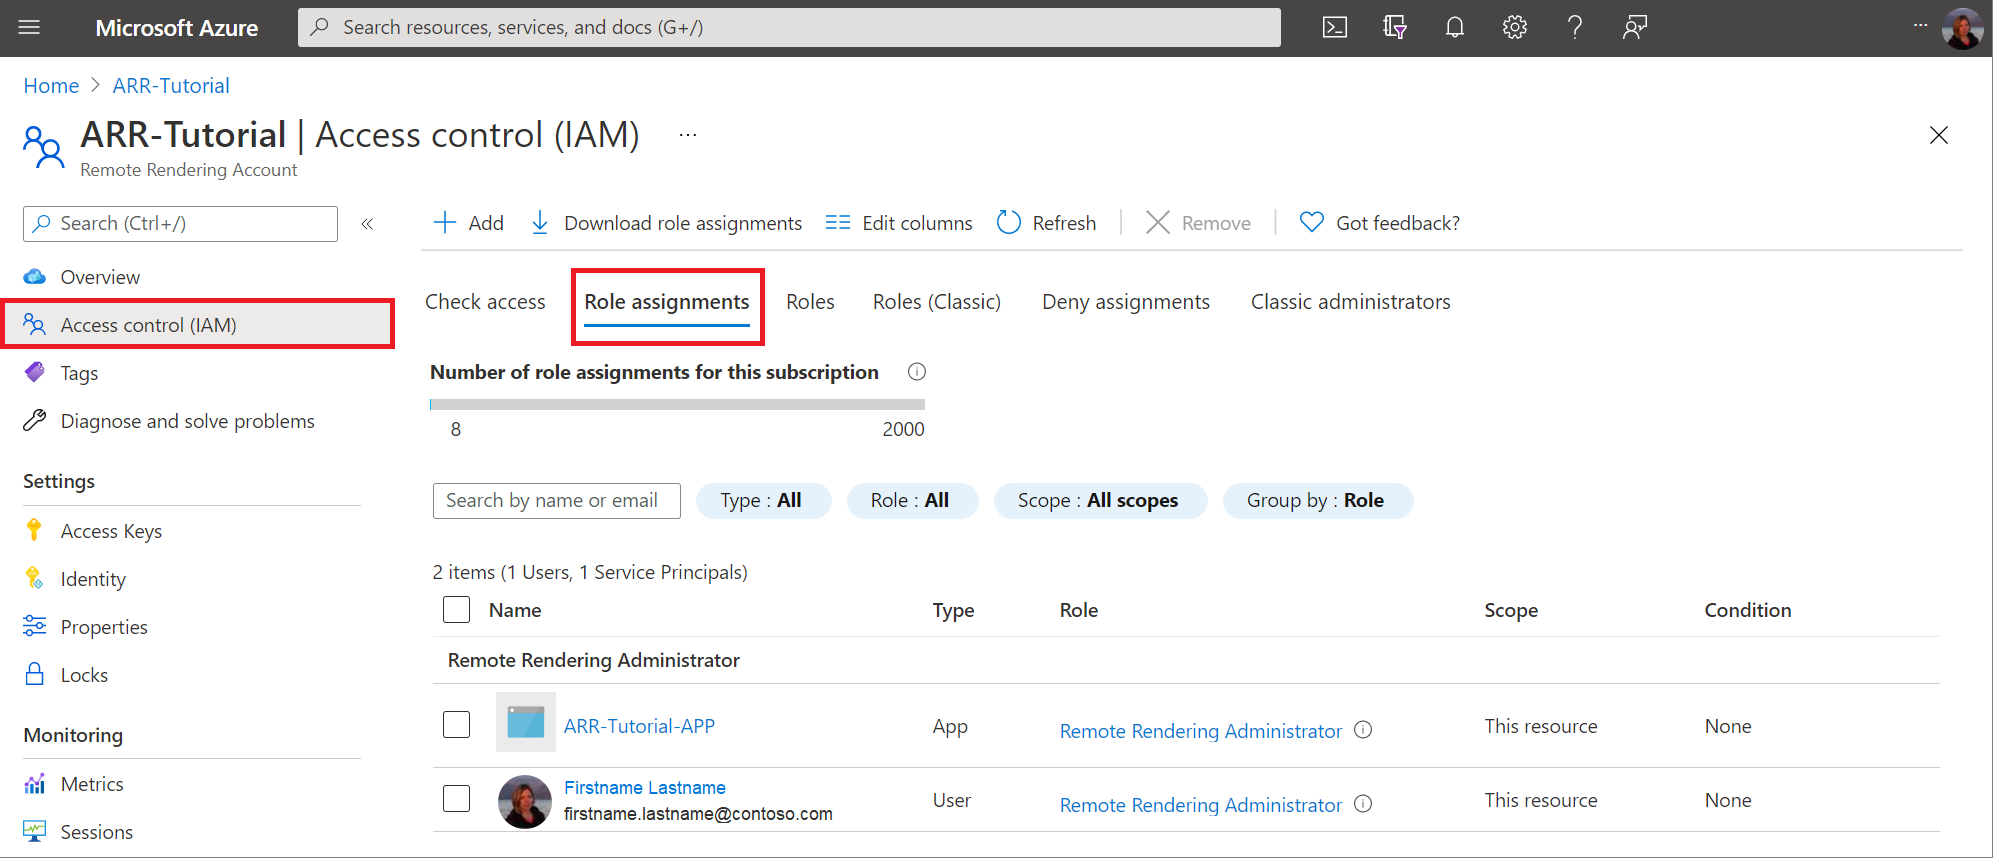 Microsoft Azure
Search resources, services, and docs (G+/)
Home > ARR-Tutorial
ARR-Tutorial | Access control (IAM) ...
Remote Rendering Account
Search (Ctrl+/)
«
Add
Download role assignments
Edit columns
Refresh
Remove
Got feedback?
Overview
Access control (IAM)
Tags
Diagnose and solve problems
Settings
Access Keys
Identity
Properties
Locks
Monitoring
Metrics
Sessions
Check access Role assignments Roles Roles (Classic) Deny assignments Classic administrators
Number of role assignments for this subscription
8 2000
Search by name or email Type : All Role : All Scope : All scopes Group by : Role
2 items (1 Users, 1 Service Principals)
Name Type Role Scope Condition
Remote Rendering Administrator
ARR-Tutorial-APP App Remote Rendering Administrator This resource None
Firstname Lastname User Remote Rendering Administrator This resource None
firstname.lastname@contoso.com